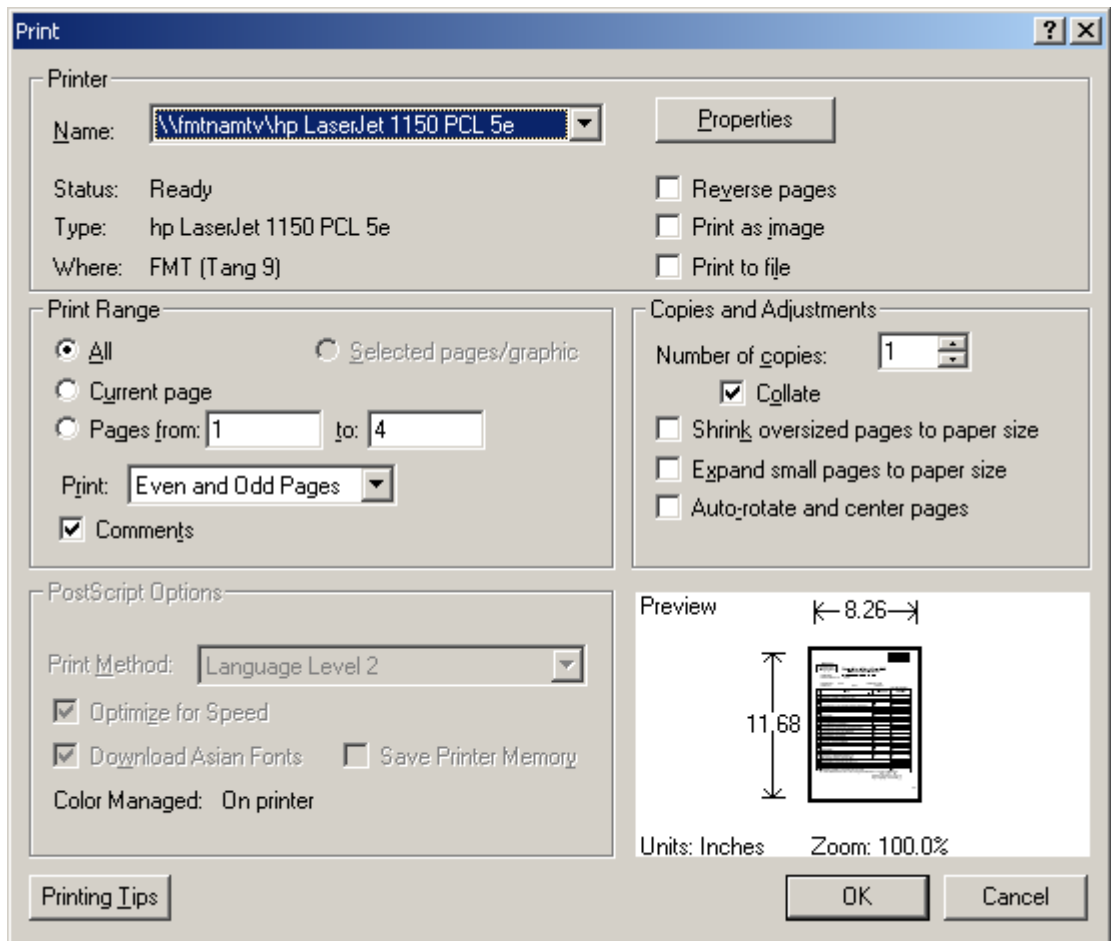 Print
Printer
Name: \\fmtnamtv\hp LaserJet 1150 PCL 5e
Properties
Status: Ready
Reverse pages
Type: hp LaserJet 1150 PCL 5e
Print as image
Where: FMT (Tang 9)
Print to file
Print Range
All
Selected pages/graphic
Current page
Pages from: 1 to: 4
Print: Even and Odd Pages
Comments
Copies and Adjustments
Number of copies: 1
Collate
Shrink oversized pages to paper size
Expand small pages to paper size
Auto-rotate and center pages
PostScript Options
Print Method: Language Level 2
Optimize for Speed
Download Asian Fonts
Save Printer Memory
Color Managed: On printer
Preview
8.26
11.68
Units: Inches Zoom: 100.0%
Printing Tips
OK
Cancel